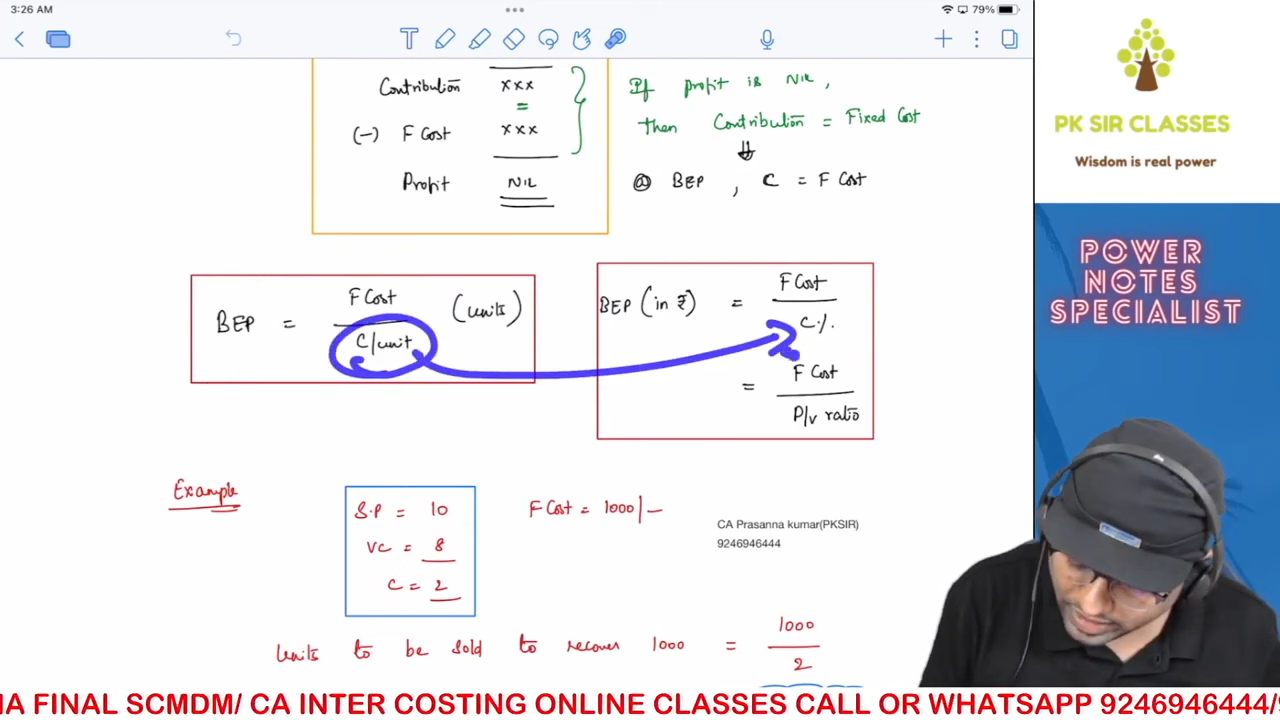 3:26 AM
79%
Contribution xxx
=
(-) F Cost xxx
Profit NIL
If Profit is NIL,
then Contribution = Fixed Cost
@ BEP , C = F Cost
BEP = F Cost / C/unit (units)
BEP (in ₹) = F Cost / C%.
= F Cost / P/v ratio
Example
S.P = 10
VC = 8
C = 2
F Cost = 1000/-
CA Prasanna kumar(PKSIR)
9246946444
Units to be sold to recover 1000 = 1000 / 2
PK SIR CLASSES
Wisdom is real power
POWER
NOTES
SPECIALIST
MA FINAL SCMDM/ CA INTER COSTING ONLINE CLASSES CALL OR WHATSAPP 9246946444/